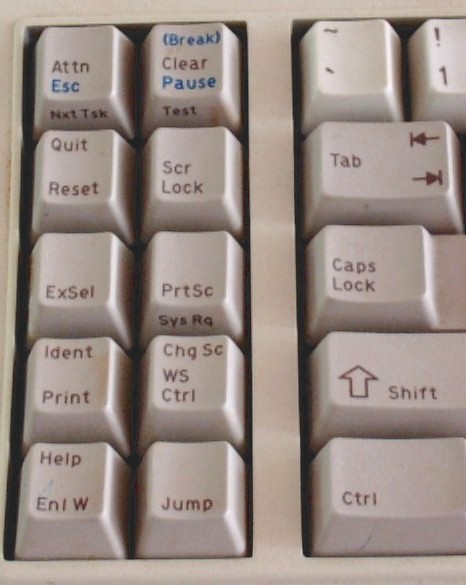 Attn
Esc
Nxt Tsk
(Break)
Clear
Pause
Test
Quit
Reset
Scr
Lock
ExSel
PrtSc
Sys Rq
Ident
Print
Chg Sc
WS
Ctrl
Help
Enl W
Jump
~
`
!
1
Tab
Caps
Lock
Shift
Ctrl